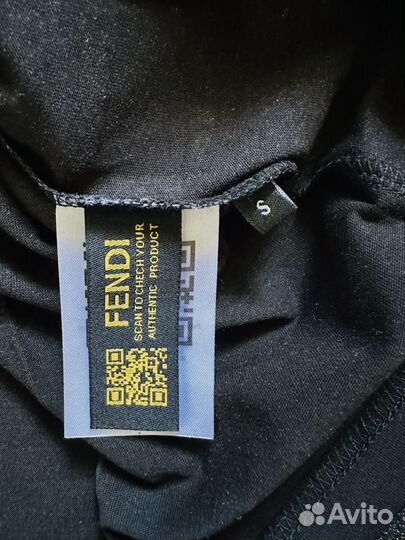 FENDI
SCAN TO CHECH YOUR
AUTHENTIC PRODUCT
S
Avito